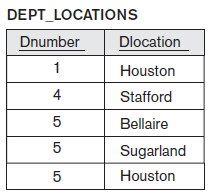 DEPT_LOCATIONS
Dnumber Dlocation
1 Houston
4 Stafford
5 Bellaire
5 Sugarland
5 Houston